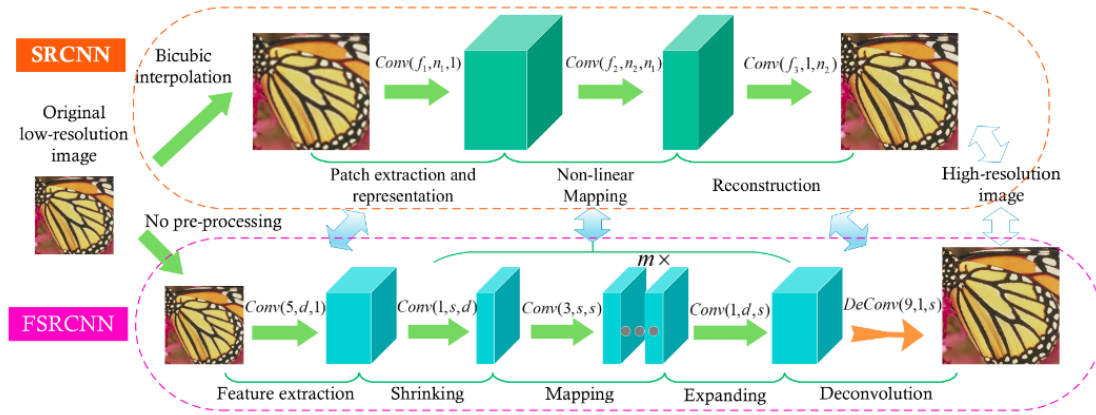 SRCNN
Bicubic
interpolation
Original
low-resolution
image
Conv(f₁,n₁,1)
Conv(f₂,n₂,n₁)
Conv(f₃,1,n₂)
Patch extraction and
representation
Non-linear
Mapping
Reconstruction
High-resolution
image
No pre-processing
FSRCNN
m×
Conv(5,d,1)
Conv(1,s,d)
Conv(3,s,s)
Conv(1,d,s)
DeConv(9,1,s)
Feature extraction
Shrinking
Mapping
Expanding
Deconvolution